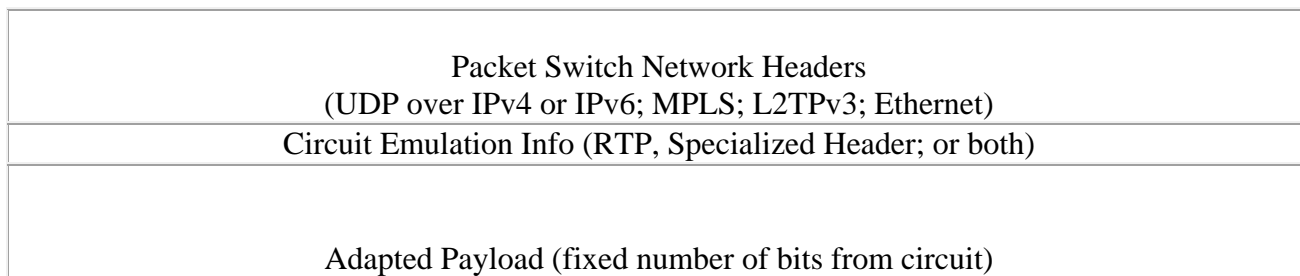 Packet Switch Network Headers
(UDP over IPv4 or IPv6; MPLS; L2TPv3; Ethernet)
Circuit Emulation Info (RTP, Specialized Header; or both)
Adapted Payload (fixed number of bits from circuit)